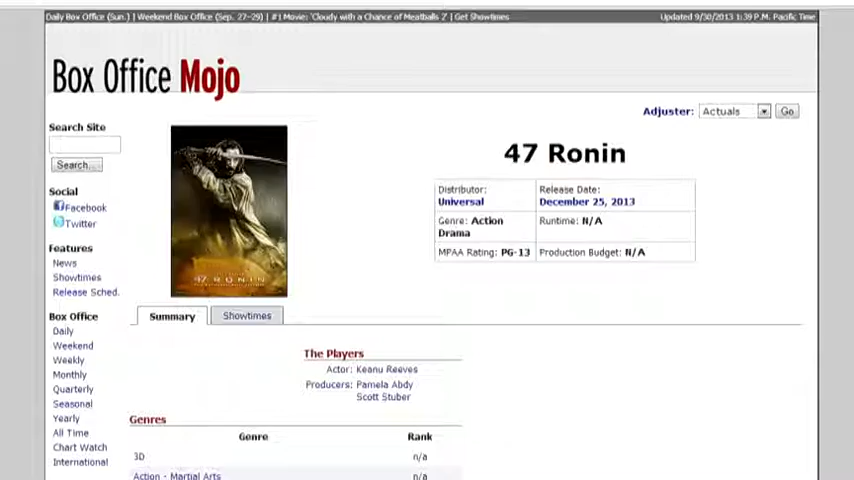 Daily Box Office (Sun.) | Weekend Box Office (Sep. 27-29) | #1 Movie: 'Cloudy with a Chance of Meatballs 2' | Get Showtimes
Updated 9/30/2013 1:39 P.M. Pacific Time
Box Office Mojo
Adjuster: Actuals Go
Search Site
Search...
Social
Facebook
Twitter
Features
News
Showtimes
Release Sched.
Box Office
Daily
Weekend
Weekly
Monthly
Quarterly
Seasonal
Yearly
All Time
Chart Watch
International
47 RONIN
47 Ronin
Distributor: Universal
Release Date: December 25, 2013
Genre: Action Drama
Runtime: N/A
MPAA Rating: PG-13
Production Budget: N/A
Summary
Showtimes
The Players
Actor: Keanu Reeves
Producers: Pamela Abdy
Scott Stuber
Genres
Genre Rank
3D n/a
Action - Martial Arts n/a